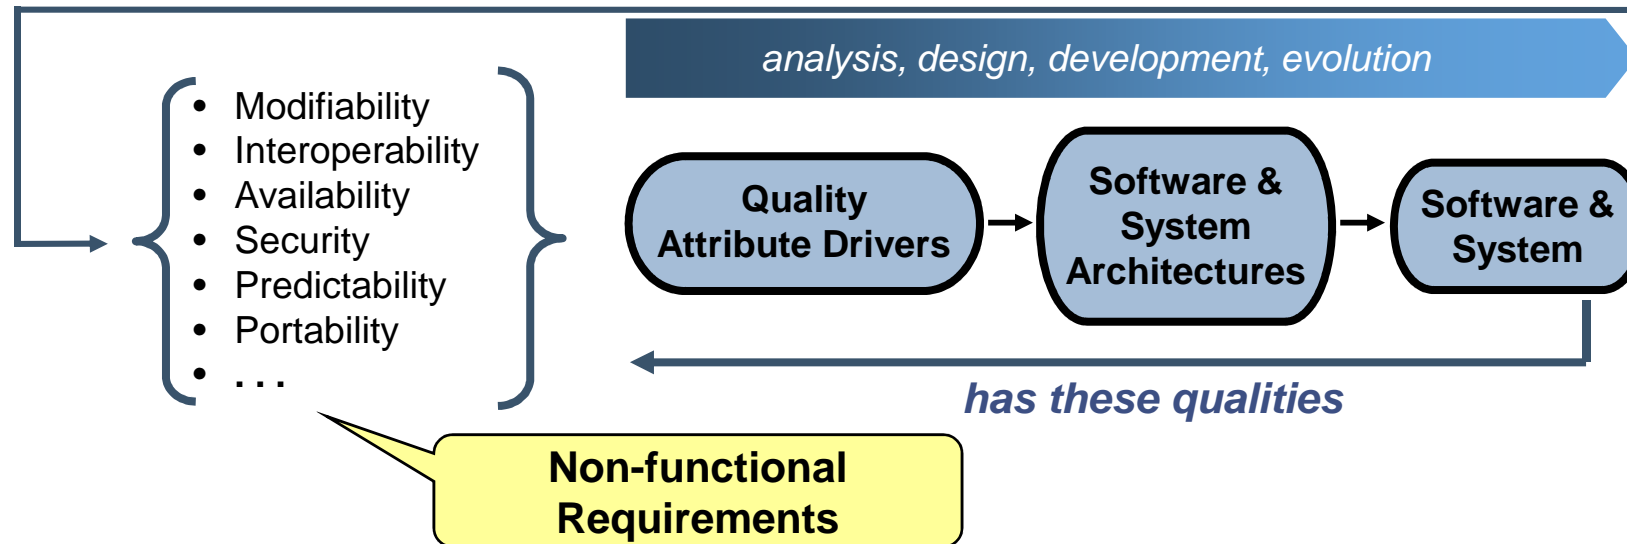 analysis, design, development, evolution
• Modifiability
• Interoperability
• Availability
• Security
• Predictability
• Portability
• . . .
Quality
Attribute Drivers
Software &
System
Architectures
Software &
System
has these qualities
Non-functional
Requirements